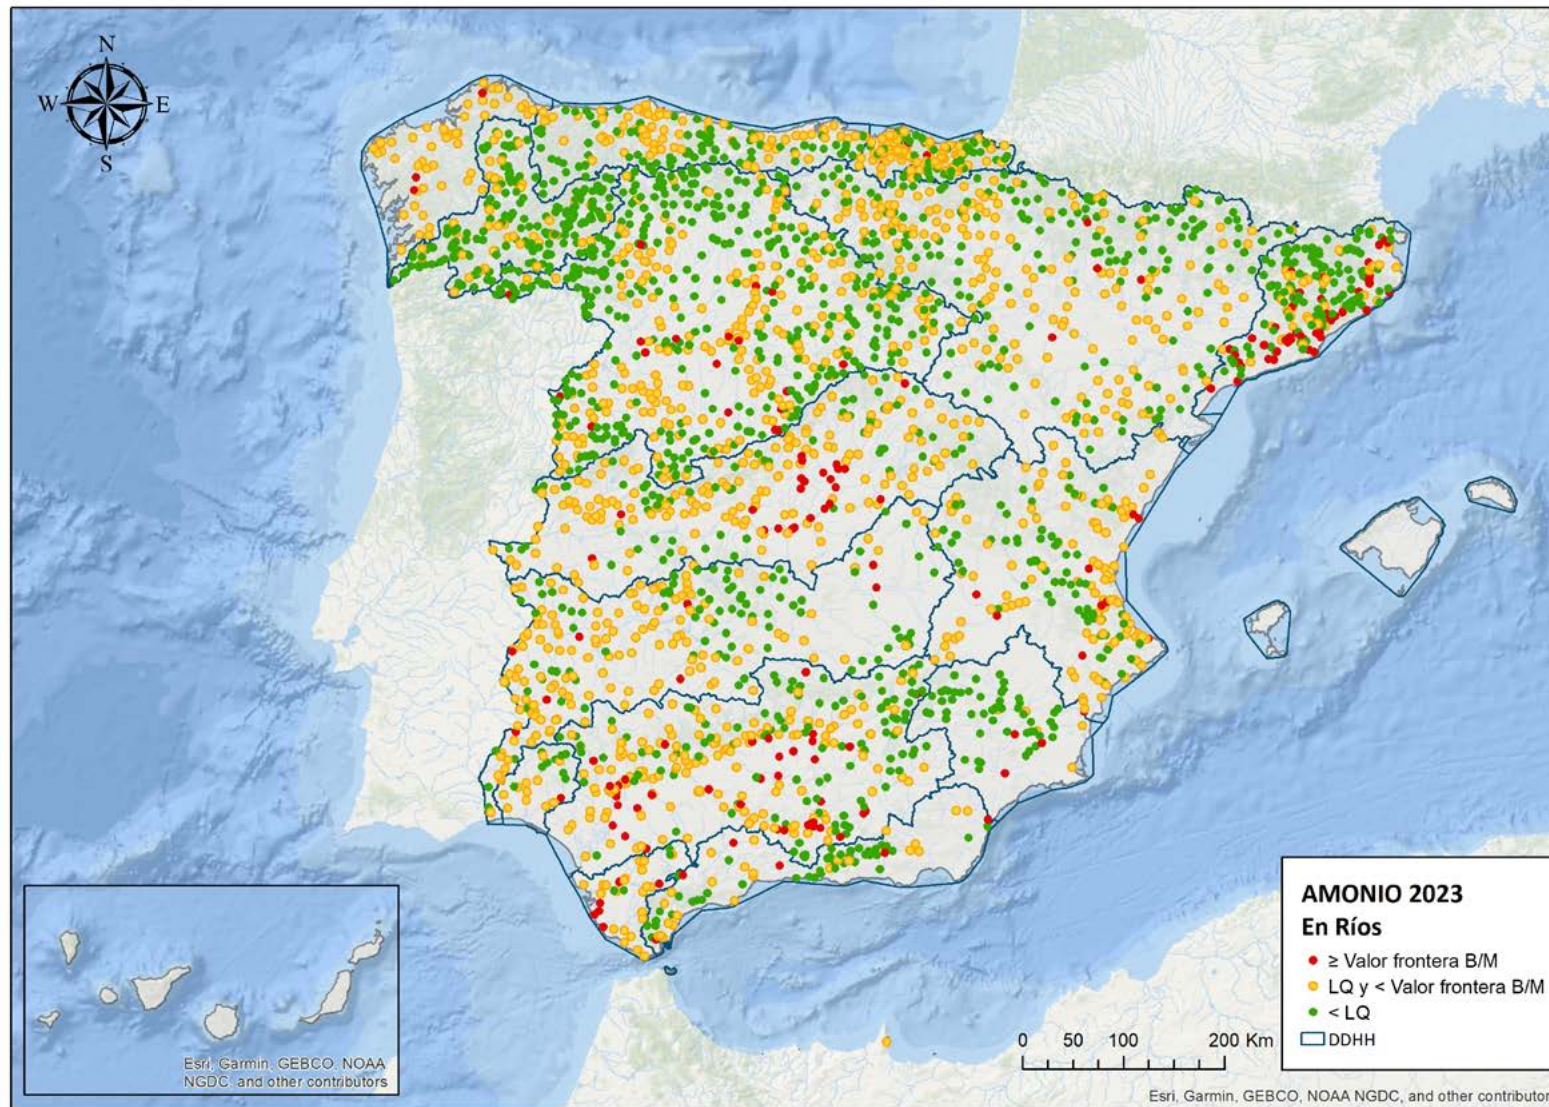 N
W E
S
AMONIO 2023
En Ríos
≥ Valor frontera B/M
LQ y < Valor frontera B/M
< LQ
DDHH
0 50 100 200 Km
Esri, Garmin, GEBCO, NOAA
NGDC, and other contributors
Esri, Garmin, GEBCO, NOAA NGDC, and other contributor